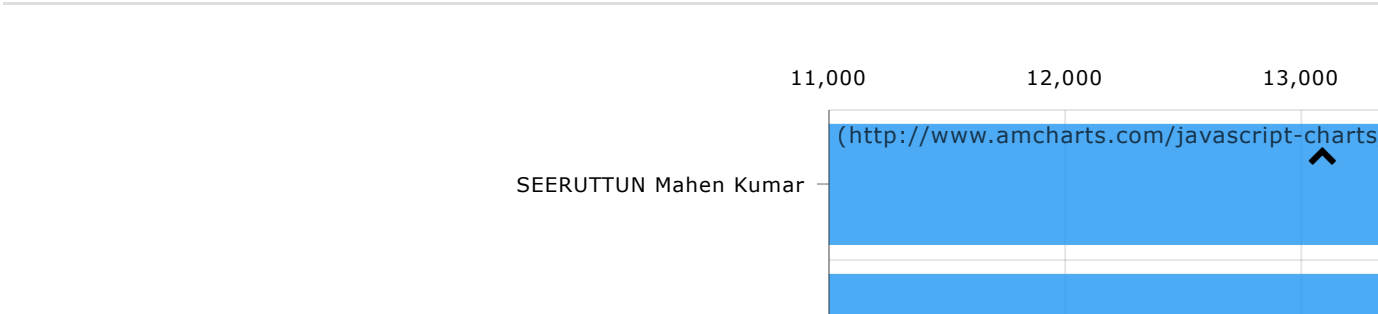 11,000 12,000 13,000
(http://www.amcharts.com/javascript-charts
SEERUTTUN Mahen Kumar